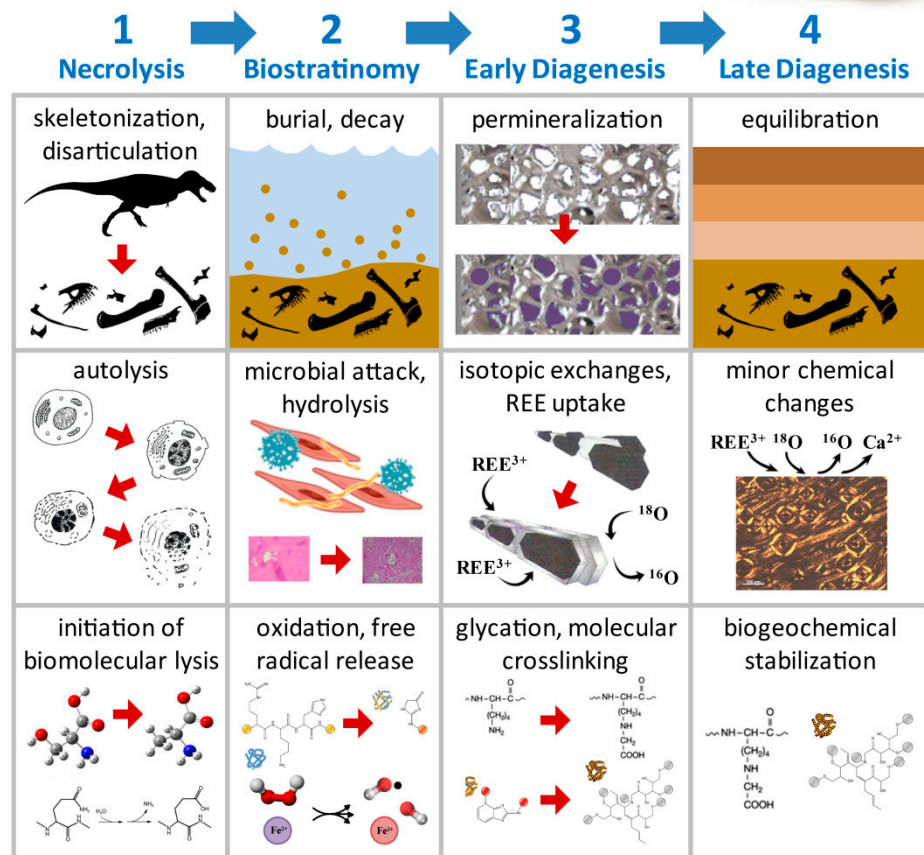 1
2
3
4
Necrolysis
Biostratinomy
Early Diagenesis
Late Diagenesis
skeletonization,
disarticulation
burial, decay
permineralization
equilibration
autolysis
microbial attack,
hydrolysis
isotopic exchanges,
REE uptake
REE³⁺
¹⁸O
REE³⁺
¹⁶O
minor chemical
changes
REE³⁺ ¹⁸O ¹⁶O Ca²⁺
initiation of
biomolecular lysis
H₂O
NH₂
O
NH₃
OH
O
oxidation, free
radical release
Fe²⁺
Fe³⁺
glycation, molecular
crosslinking
NH
O
(CH₂)₄
NH₂
NH
O
(CH₂)₄
NH
CH₂
COOH
biogeochemical
stabilization
NH
O
(CH₂)₄
NH
CH₂
COOH